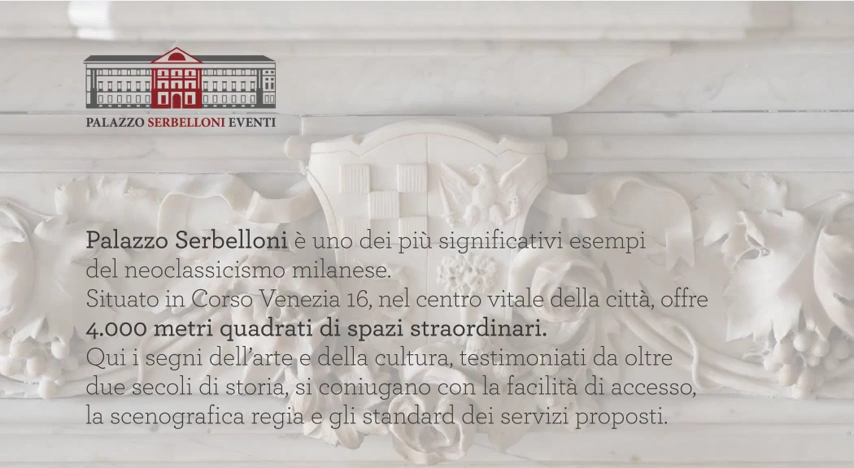 PALAZZO SERBELLONI EVENTI
Palazzo Serbelloni è uno dei più significativi esempi
del neoclassicismo milanese.
Situato in Corso Venezia 16, nel centro vitale della città, offre
4.000 metri quadrati di spazi straordinari.
Qui i segni dell'arte e della cultura, testimoniati da oltre
due secoli di storia, si coniugano con la facilità di accesso,
la scenografica regia e gli standard dei servizi proposti.